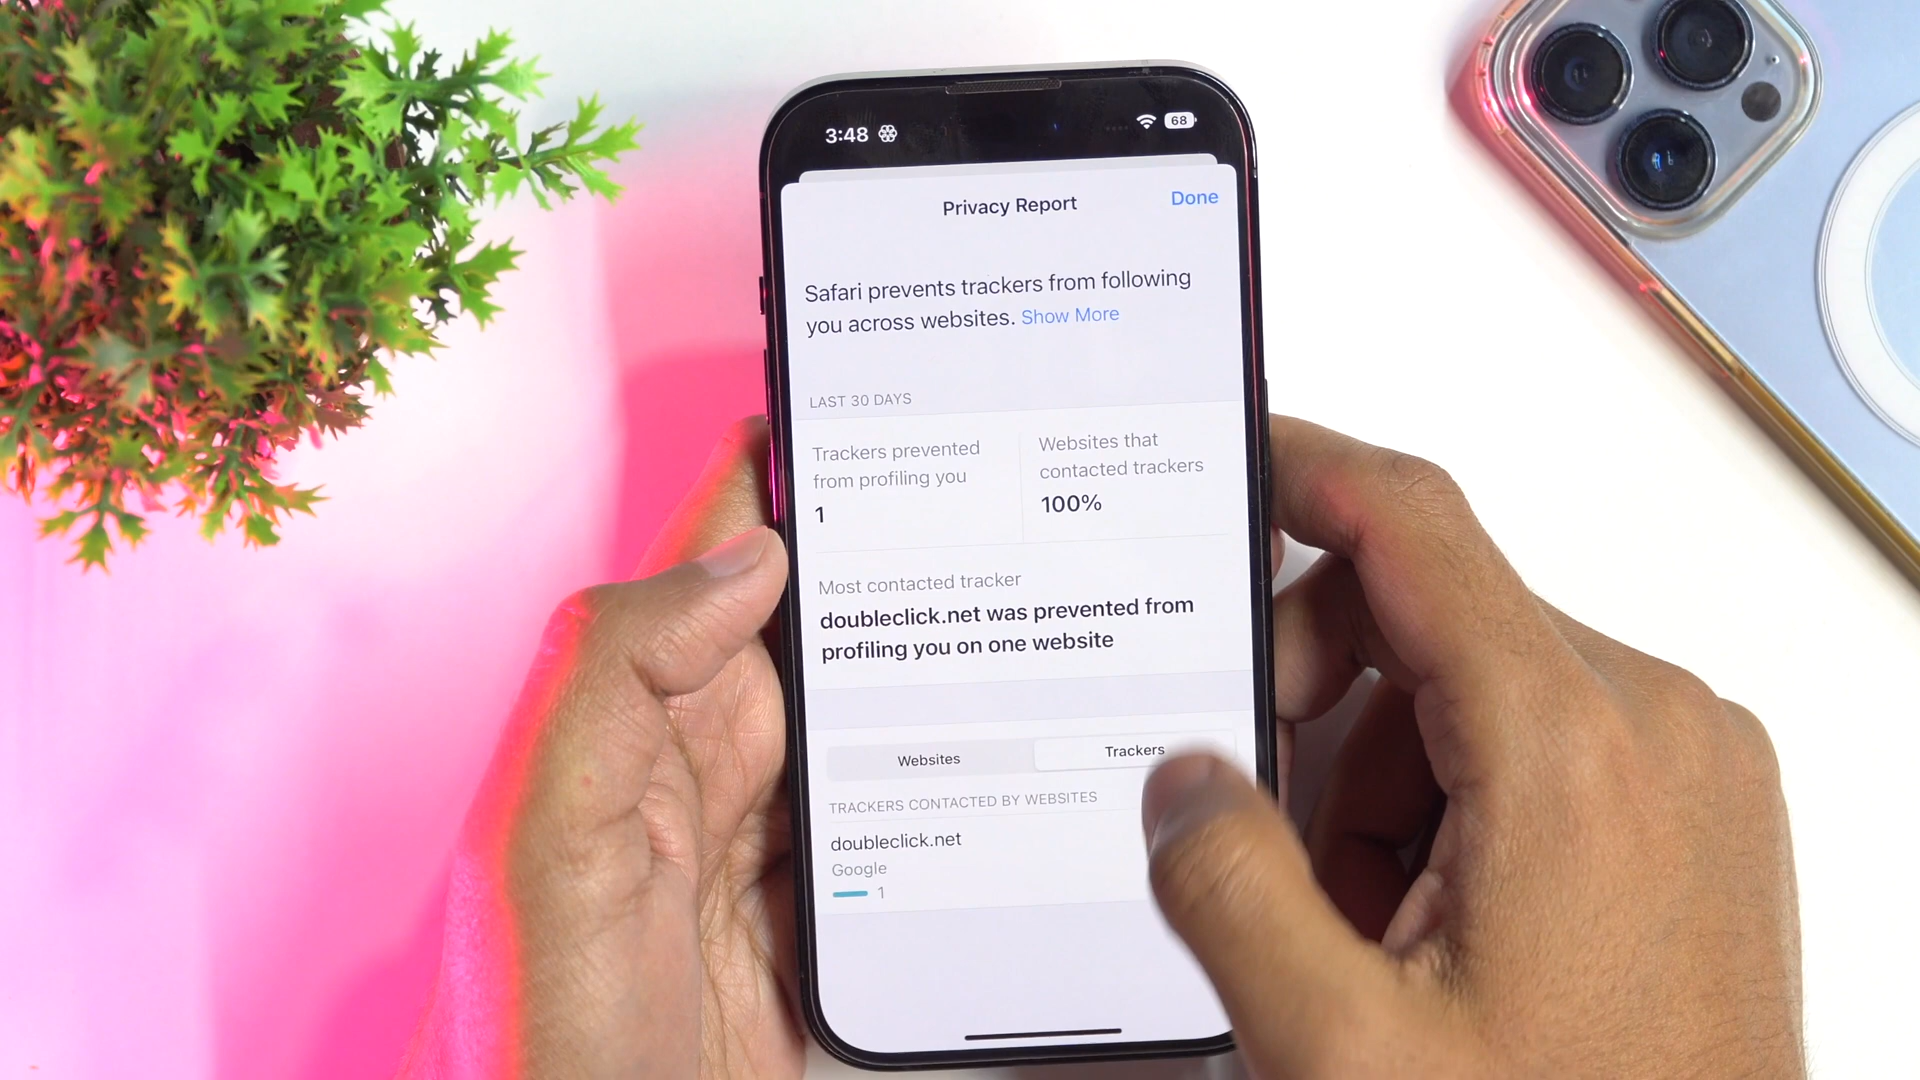 3:48
68
Privacy Report
Done
Safari prevents trackers from following
you across websites. Show More
LAST 30 DAYS
Trackers prevented
from profiling you
1
Websites that
contacted trackers
100%
Most contacted tracker
doubleclick.net was prevented from
profiling you on one website
Websites
Trackers
TRACKERS CONTACTED BY WEBSITES
doubleclick.net
Google
1